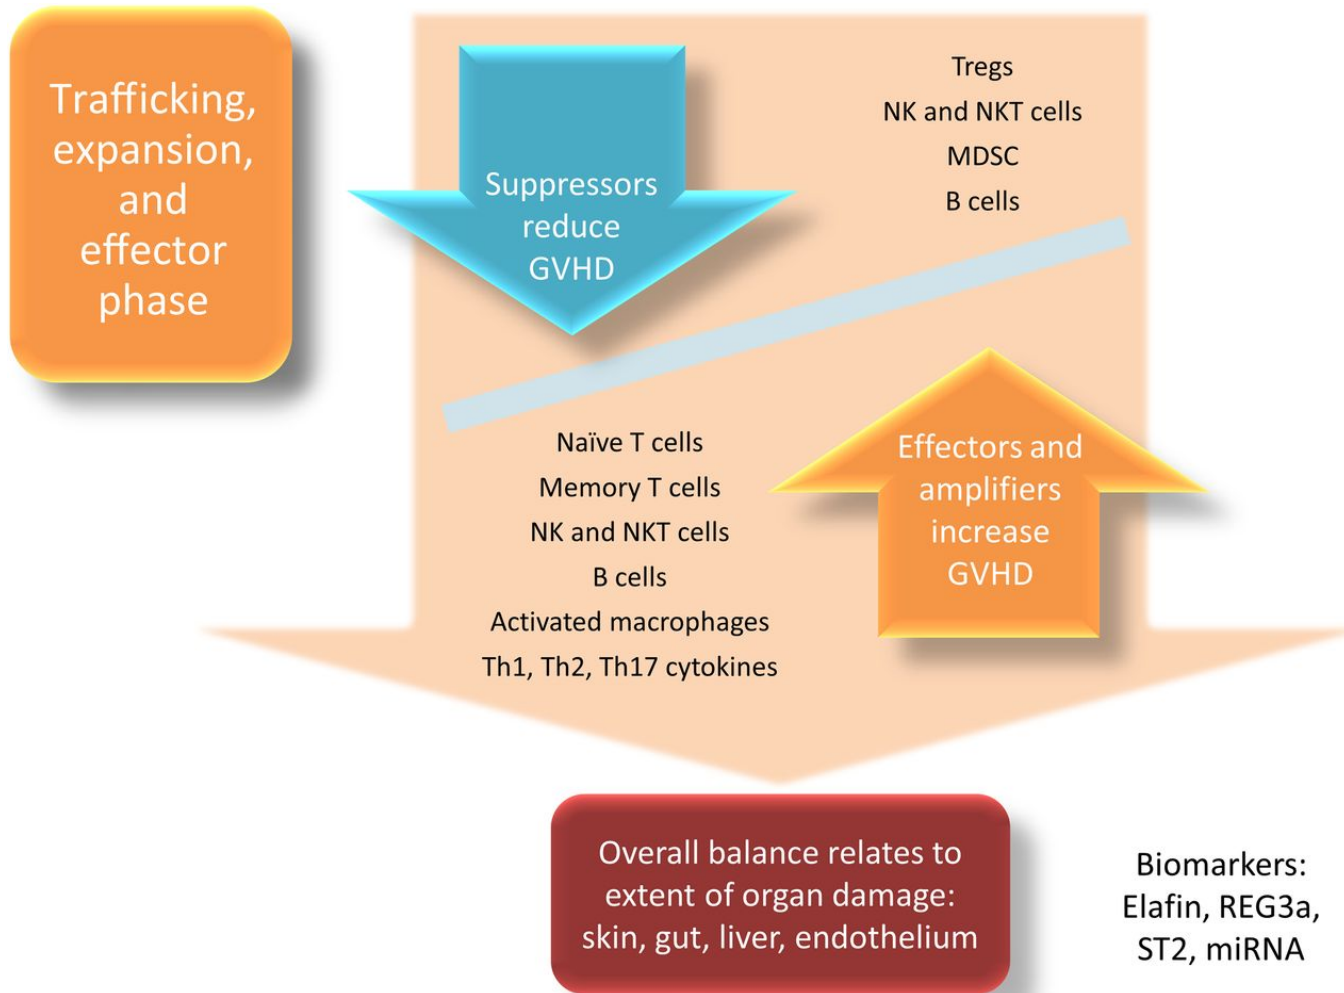 Trafficking,
expansion,
and
effector
phase
Suppressors
reduce
GVHD
Tregs
NK and NKT cells
MDSC
B cells
Naïve T cells
Memory T cells
NK and NKT cells
B cells
Activated macrophages
Th1, Th2, Th17 cytokines
Effectors and
amplifiers
increase
GVHD
Overall balance relates to
extent of organ damage:
skin, gut, liver, endothelium
Biomarkers:
Elafin, REG3a,
ST2, miRNA